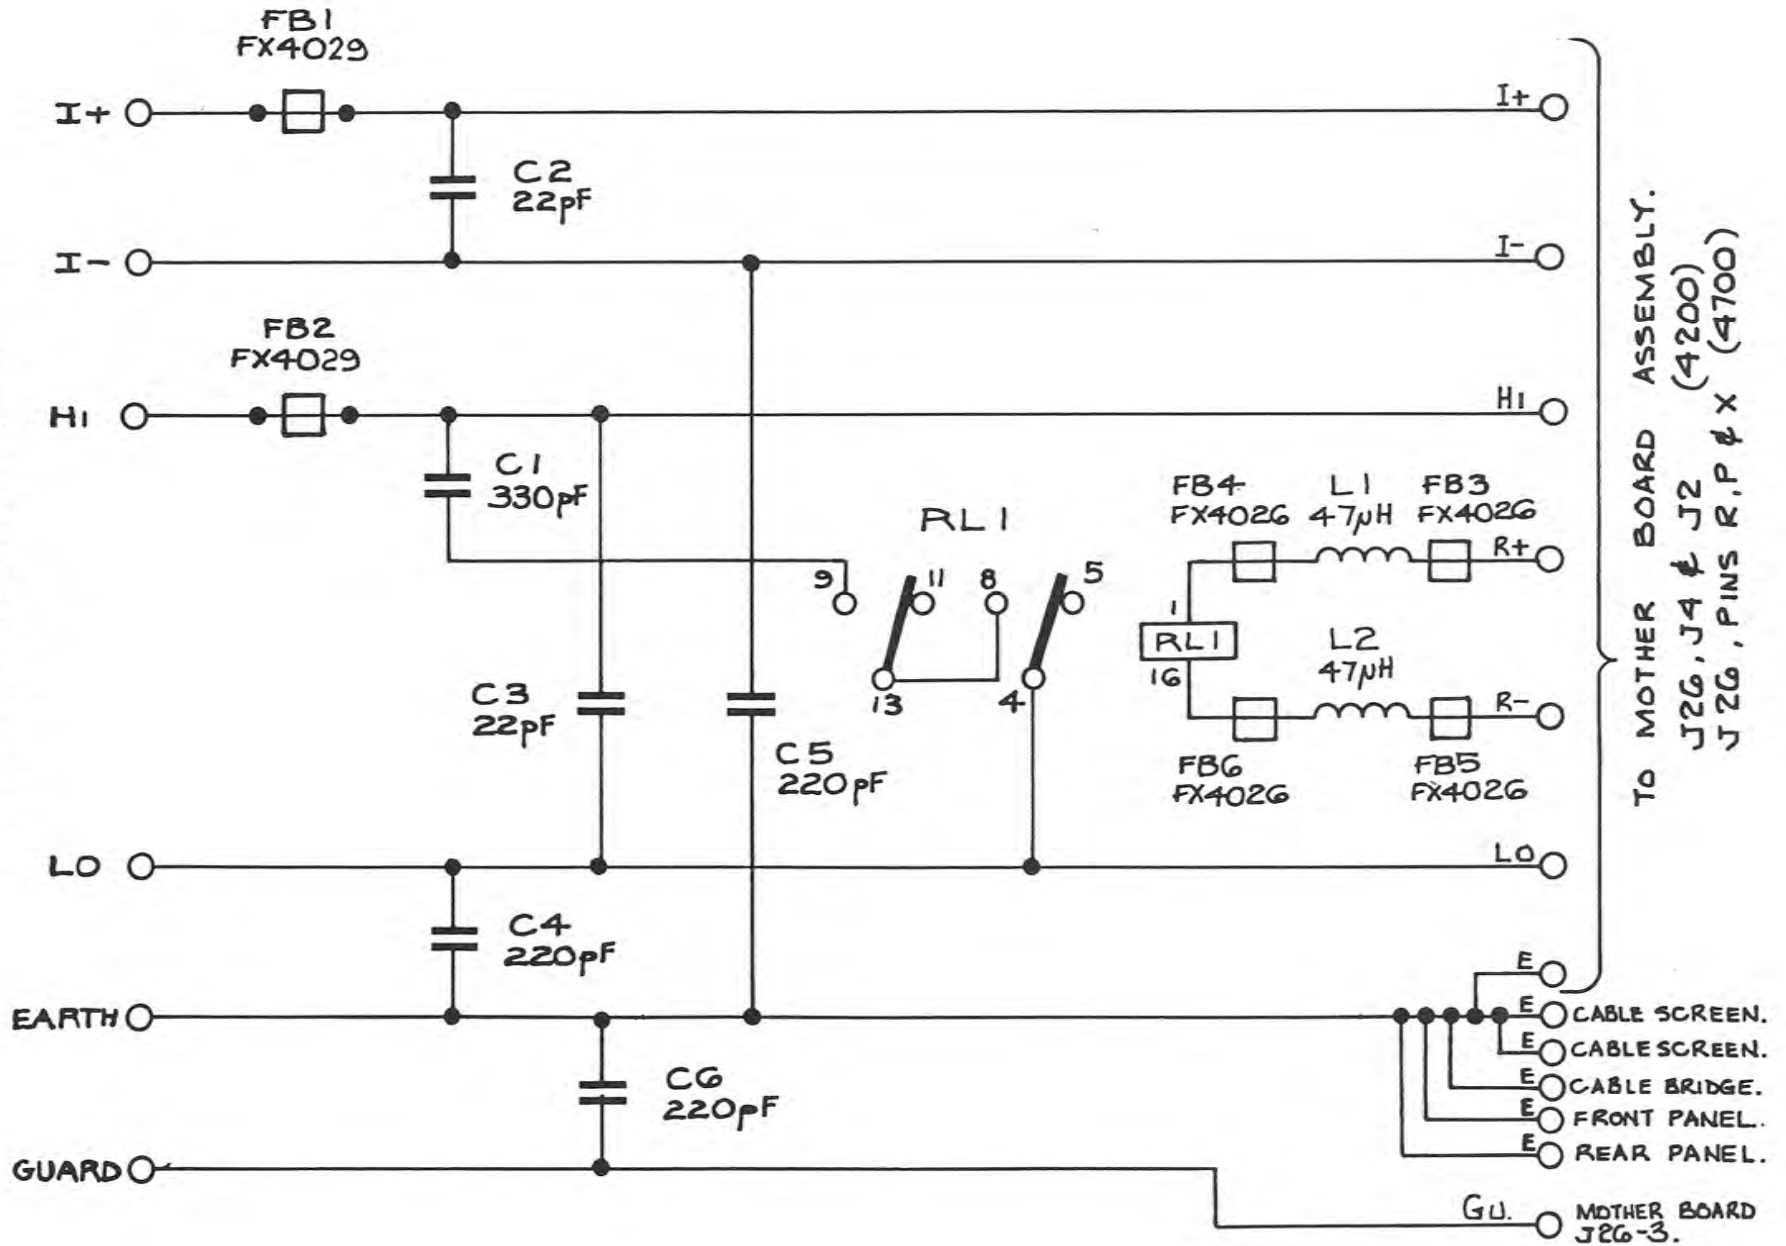 FB1
FX4029
I+
I+
C2
22pF
I-
I-
FB2
FX4029
HI
HI
C1
330pF
RL1
9
11
8
5
13
4
FB4
FX4026
L1
47µH
FB3
FX4026
R+
1
RL1
16
L2
47µH
R-
FB6
FX4026
FB5
FX4026
C3
22pF
C5
220pF
LO
LO
C4
220pF
E
EARTH
E CABLE SCREEN.
E CABLE SCREEN.
E CABLE BRIDGE.
E FRONT PANEL.
E REAR PANEL.
C6
220pF
GUARD
GU.
MOTHER BOARD
J26-3.
TO MOTHER BOARD ASSEMBLY.
J26, J4 & J2 (4200)
J26, PINS R,P & X (4700)